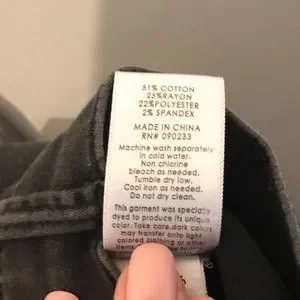 51% COTTON
25%RAYON
22%POLYESTER
2% SPANDEX
MADE IN CHINA
RN# 090233
Machine wash separately
in cold water.
Non chlorine
bleach as needed.
Tumble dry low.
Cool iron as needed.
Do not dry clean.
This garment was specially
dyed to produce its unique
color. Take care,dark colors
may transfer onto light
colored clothing or other
items